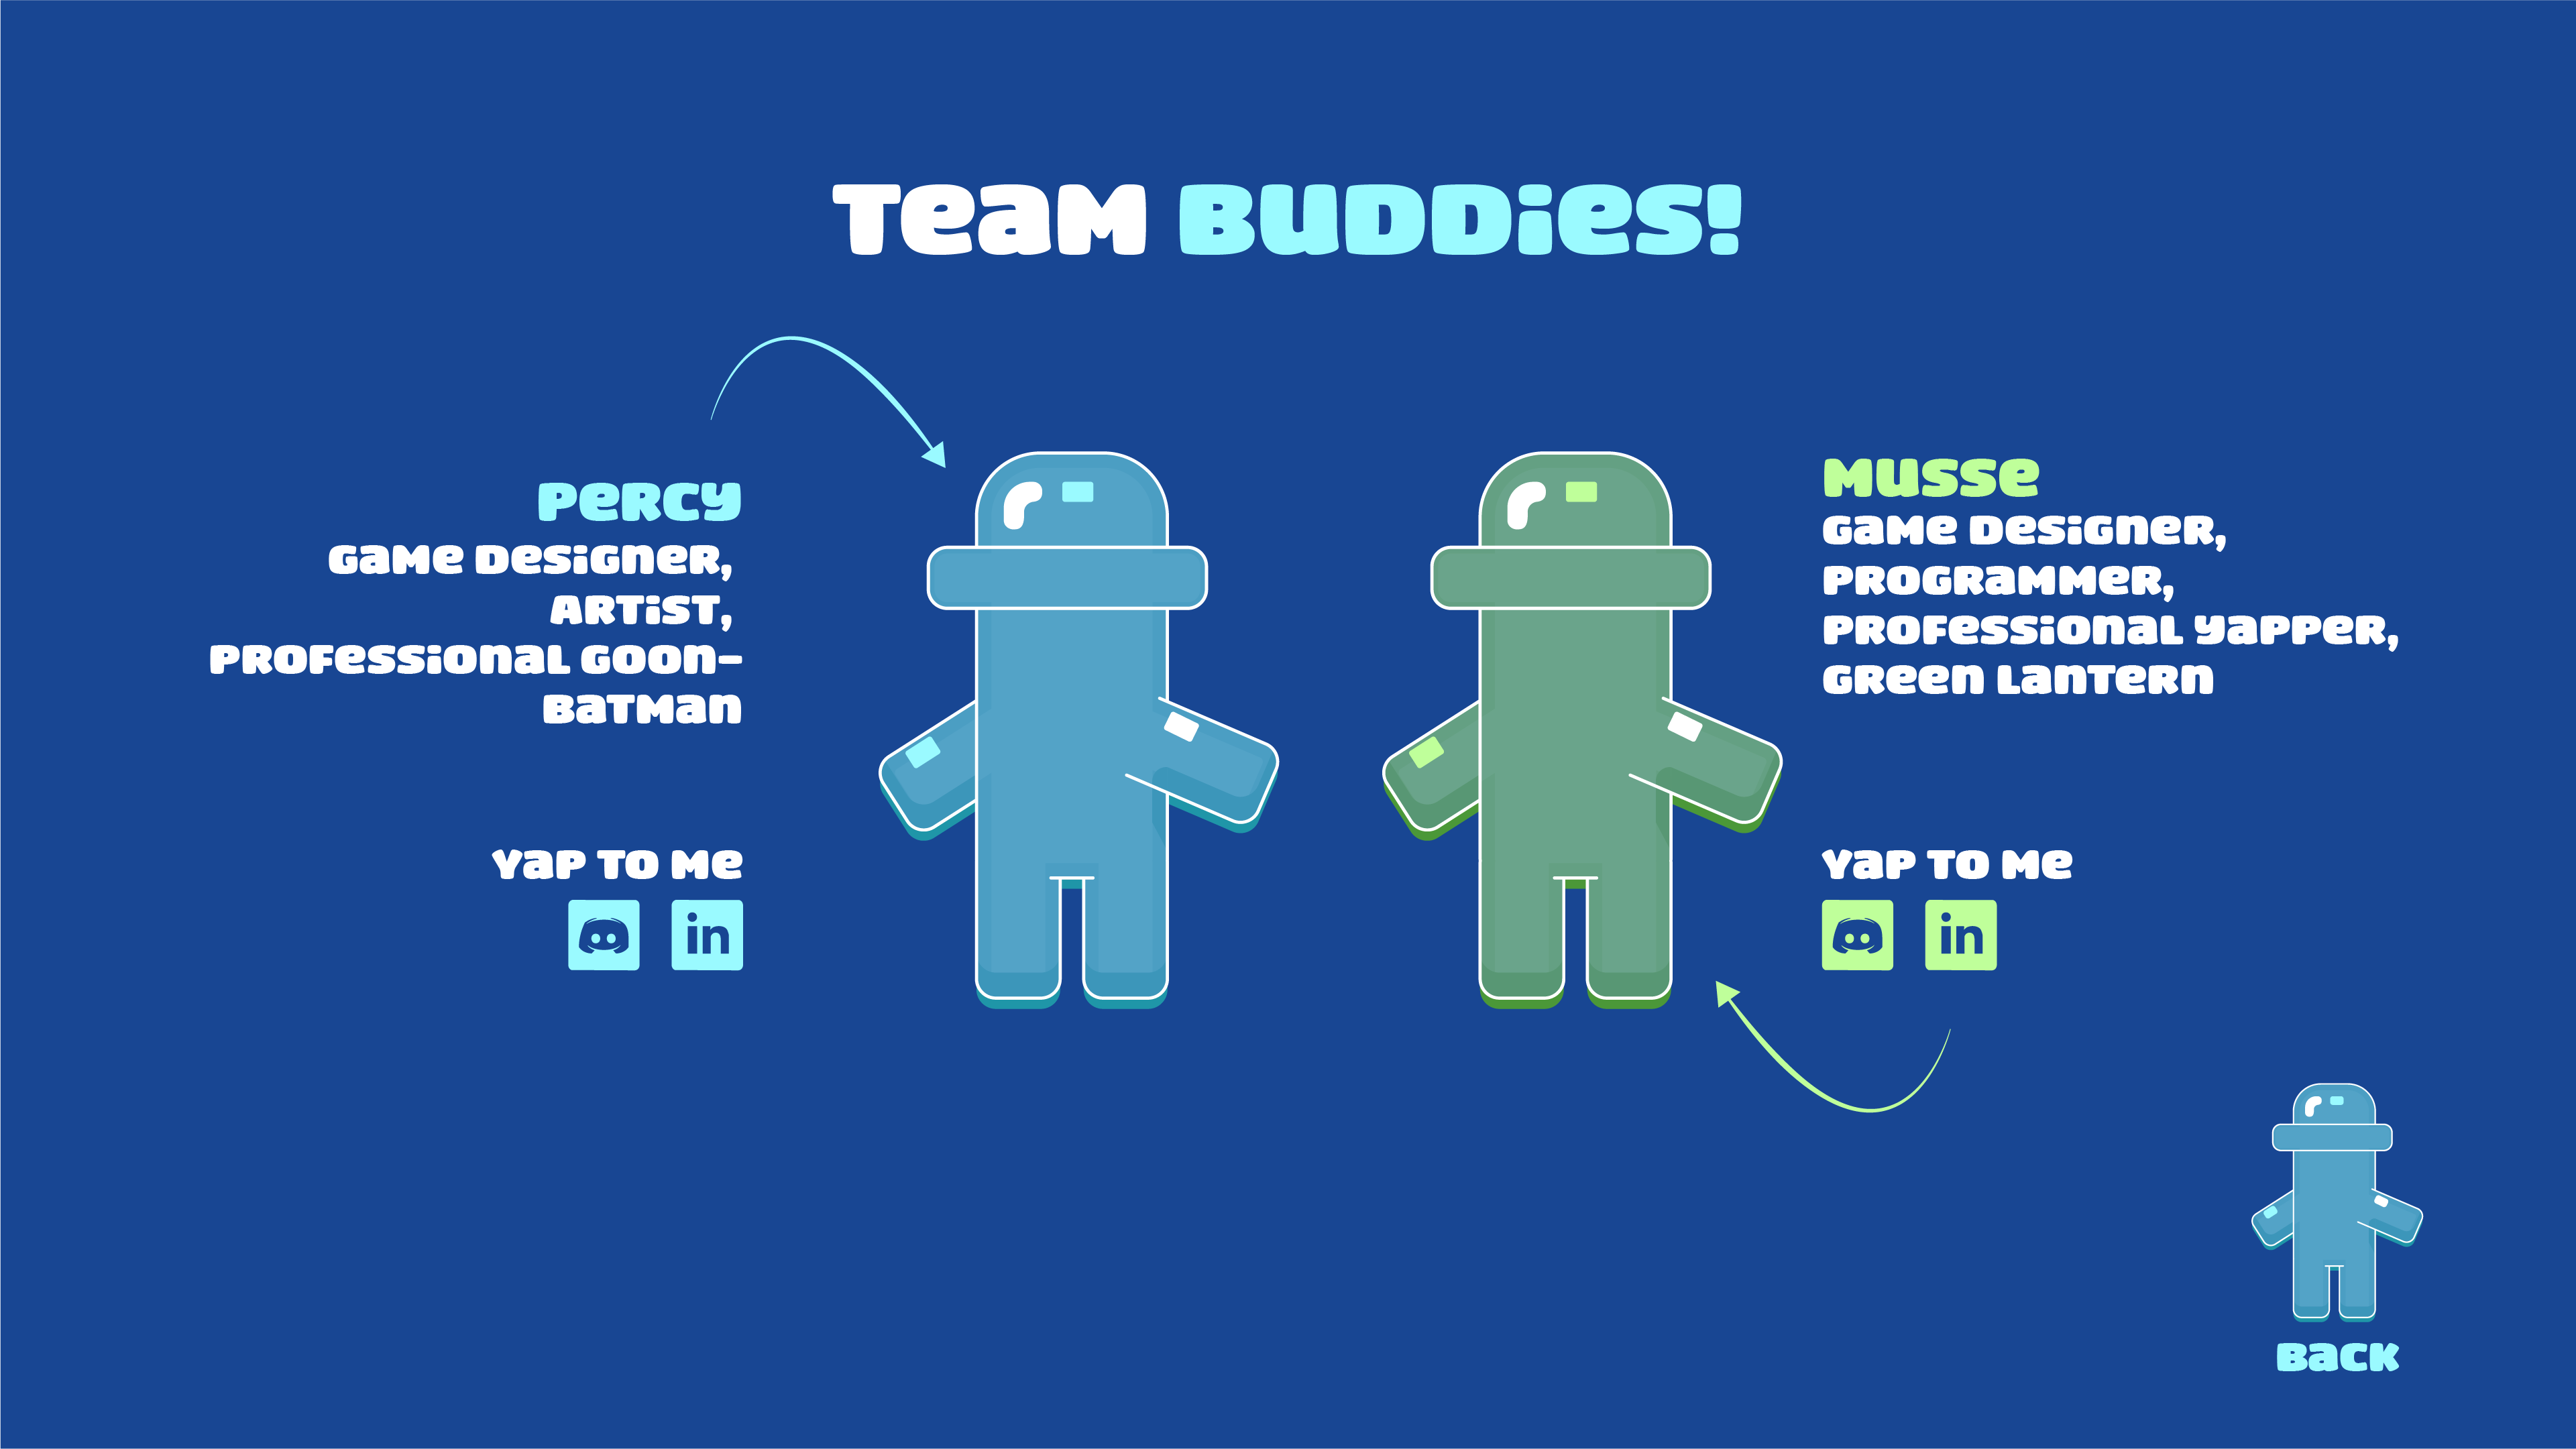 Team Buddies!
Percy
Game Designer,
Artist,
Professional Goon-
Batman
Yap to me
in
Musse
Game Designer,
Programmer,
Professional Yapper,
Green Lantern
Yap to me
in
Back